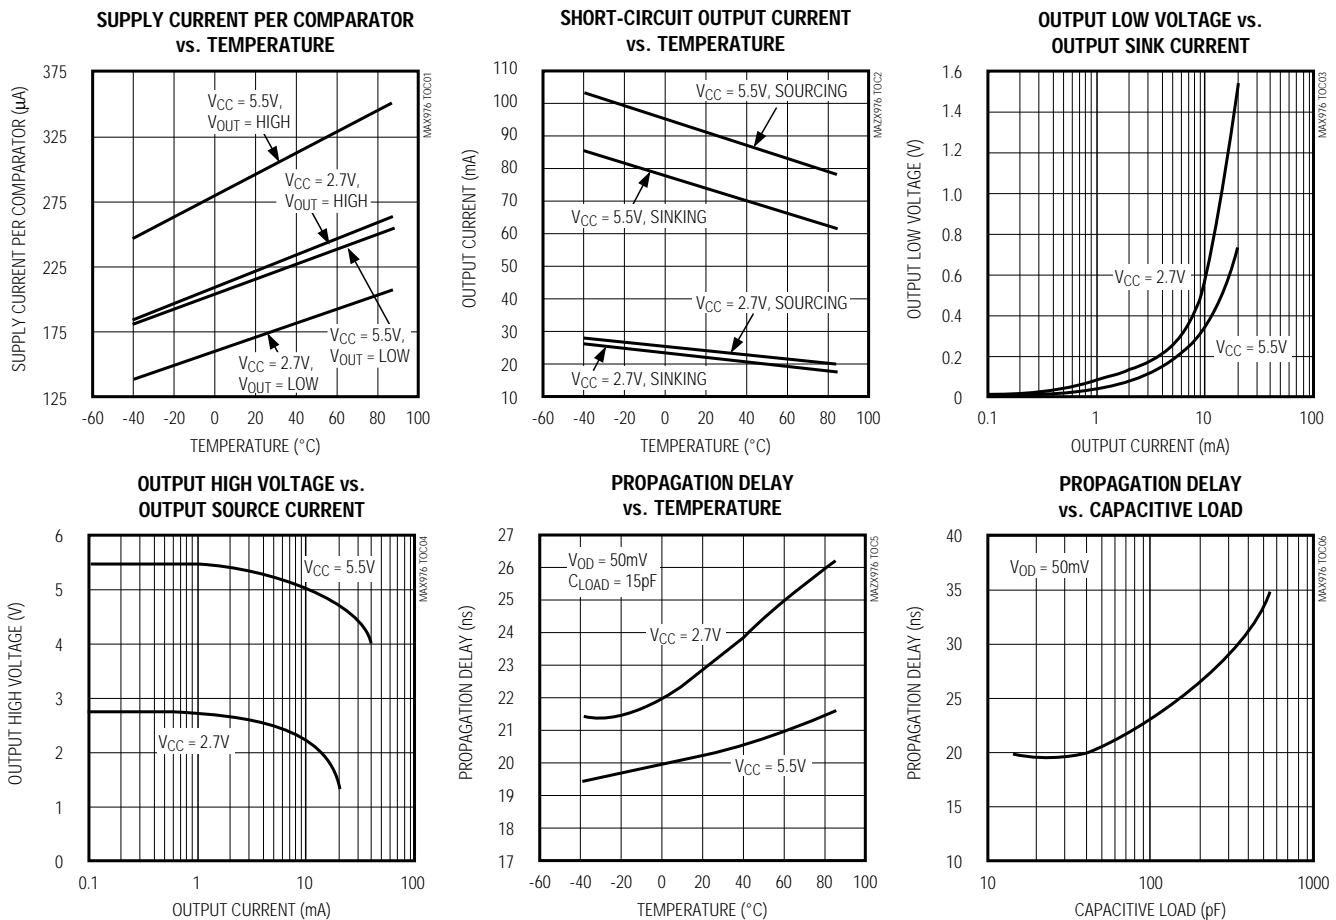 SUPPLY CURRENT PER COMPARATOR
vs. TEMPERATURE
SUPPLY CURRENT PER COMPARATOR (µA)
375
325
275
225
175
125
-60 -40 -20 0 20 40 60 80 100
TEMPERATURE (°C)
VCC = 5.5V,
VOUT = HIGH
VCC = 2.7V,
VOUT = HIGH
VCC = 5.5V,
VOUT = LOW
VCC = 2.7V,
VOUT = LOW
MAX976 TOC01
SHORT-CIRCUIT OUTPUT CURRENT
vs. TEMPERATURE
OUTPUT CURRENT (mA)
110
100
90
80
70
60
50
40
30
20
10
-60 -40 -20 0 20 40 60 80 100
TEMPERATURE (°C)
VCC = 5.5V, SOURCING
VCC = 5.5V, SINKING
VCC = 2.7V, SOURCING
VCC = 2.7V, SINKING
MAZX976 TOC2
OUTPUT LOW VOLTAGE vs.
OUTPUT SINK CURRENT
OUTPUT LOW VOLTAGE (V)
1.6
1.4
1.2
1.0
0.8
0.6
0.4
0.2
0
0.1 1 10 100
OUTPUT CURRENT (mA)
VCC = 2.7V
VCC = 5.5V
MAX976 TOC03
OUTPUT HIGH VOLTAGE vs.
OUTPUT SOURCE CURRENT
OUTPUT HIGH VOLTAGE (V)
6
5
4
3
2
1
0
0.1 1 10 100
OUTPUT CURRENT (mA)
VCC = 5.5V
VCC = 2.7V
MAX976 TOC04
PROPAGATION DELAY
vs. TEMPERATURE
PROPAGATION DELAY (ns)
27
26
25
24
23
22
21
20
19
18
17
-60 -40 -20 0 20 40 60 80 100
TEMPERATURE (°C)
VOD = 50mV
CLOAD = 15pF
VCC = 2.7V
VCC = 5.5V
MAZX976 TOC5
PROPAGATION DELAY
vs. CAPACITIVE LOAD
PROPAGATION DELAY (ns)
40
35
30
25
20
15
10
10 100 1000
CAPACITIVE LOAD (pF)
VOD = 50mV
MAX976 TOC06